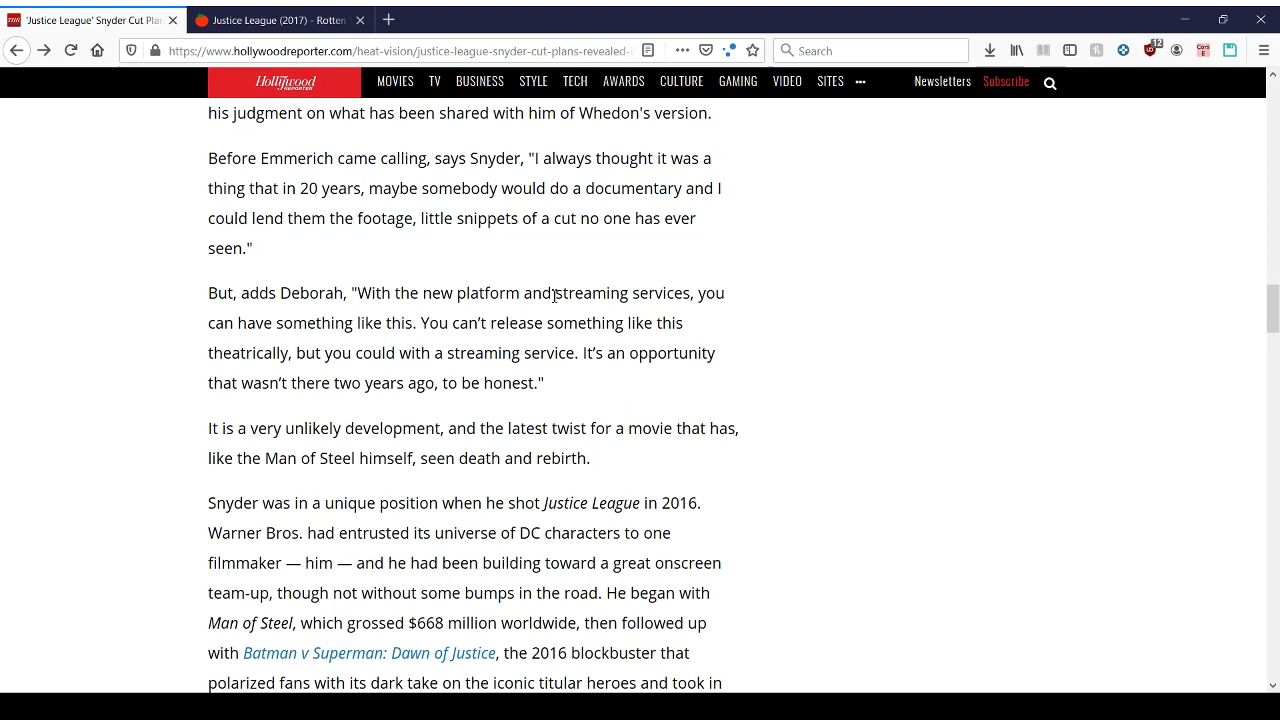 'Justice League' Snyder Cut Plan
Justice League (2017) - Rotten
https://www.hollywoodreporter.com/heat-vision/justice-league-snyder-cut-plans-revealed-
Search
12
The Hollywood REPORTER
MOVIES TV BUSINESS STYLE TECH AWARDS CULTURE GAMING VIDEO SITES ••• Newsletters Subscribe
his judgment on what has been shared with him of Whedon's version.
Before Emmerich came calling, says Snyder, "I always thought it was a
thing that in 20 years, maybe somebody would do a documentary and I
could lend them the footage, little snippets of a cut no one has ever
seen."
But, adds Deborah, "With the new platform and streaming services, you
can have something like this. You can’t release something like this
theatrically, but you could with a streaming service. It’s an opportunity
that wasn’t there two years ago, to be honest."
It is a very unlikely development, and the latest twist for a movie that has,
like the Man of Steel himself, seen death and rebirth.
Snyder was in a unique position when he shot Justice League in 2016.
Warner Bros. had entrusted its universe of DC characters to one
filmmaker — him — and he had been building toward a great onscreen
team-up, though not without some bumps in the road. He began with
Man of Steel, which grossed $668 million worldwide, then followed up
with Batman v Superman: Dawn of Justice, the 2016 blockbuster that
polarized fans with its dark take on the iconic titular heroes and took in